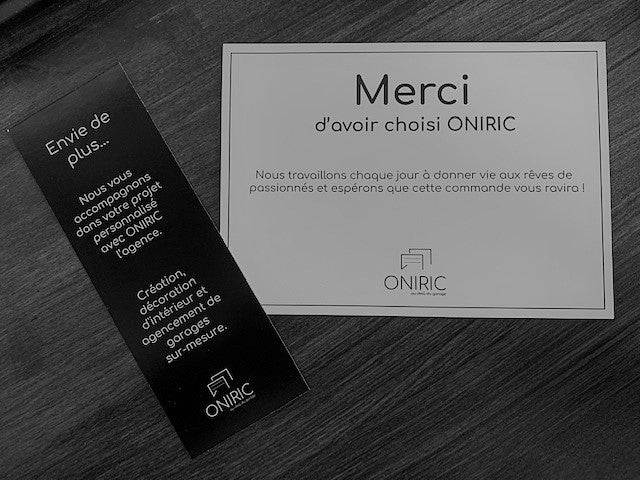 Envie de
plus...
Nous vous
accompagnons
dans votre projet
personnalisé
avec ONIRIC
l'agence.
Création,
décoration
d'intérieur et
agencement de
garages
sur-mesure.
ONIRIC
Merci
d'avoir choisi ONIRIC
Nous travaillons chaque jour à donner vie aux rêves de
passionnés et espérons que cette commande vous ravira !
ONIRIC